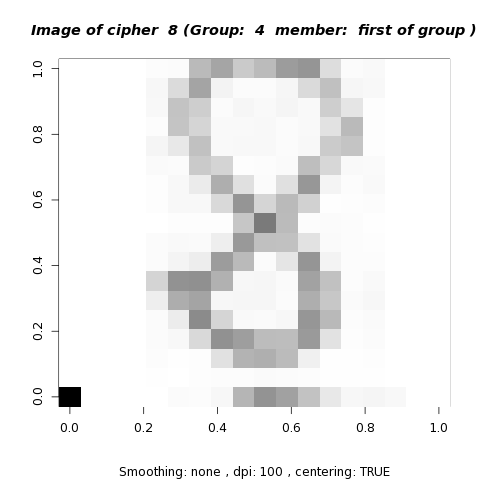 Image of cipher 8 (Group: 4 member: first of group )
1.0
0.8
0.6
0.4
0.2
0.0
0.0 0.2 0.4 0.6 0.8 1.0
Smoothing: none , dpi: 100 , centering: TRUE